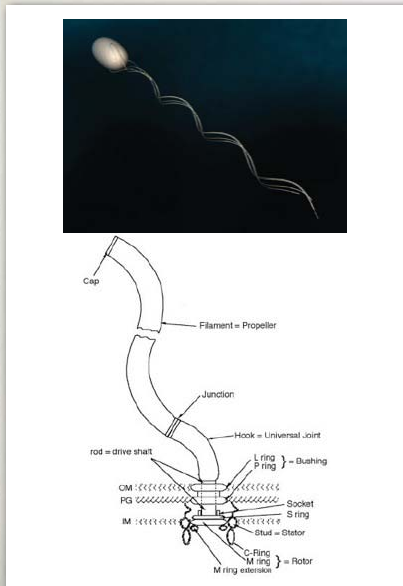 Cap
Filament = Propeller
Junction
Hook = Universal Joint
rod = drive shaft
L ring
P ring } = Bushing
OM
PG
Socket
S ring
IM
Stud = Stator
C-Ring
M ring } = Rotor
M ring extension